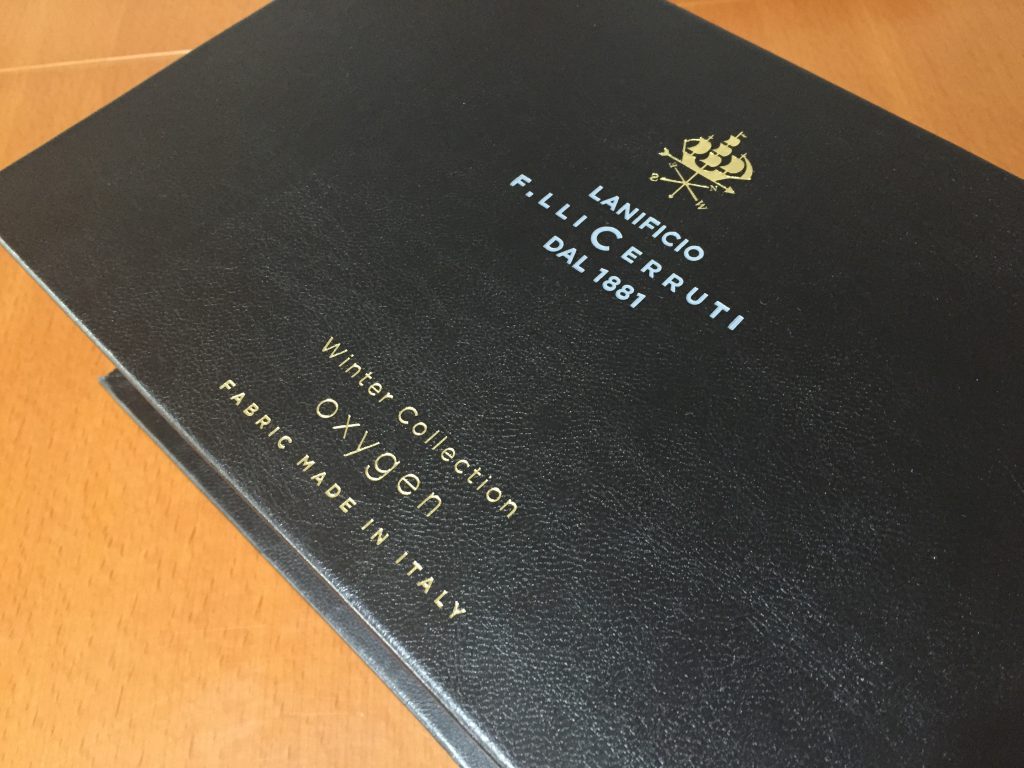 LANIFICIO
F.LLI CERRUTI
DAL 1881
Winter Collection
oxygen
FABRIC MADE IN ITALY